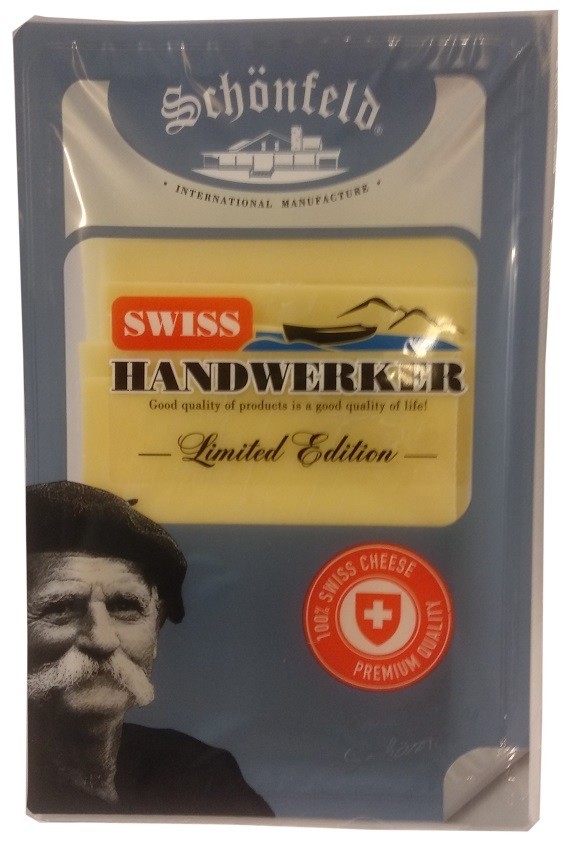 Schönfeld®
• INTERNATIONAL MANUFACTURE •
SWISS
HANDWERKER
Good quality of products is a good quality of life!
— Limited Edition —
100% SWISS CHEESE
PREMIUM QUALITY